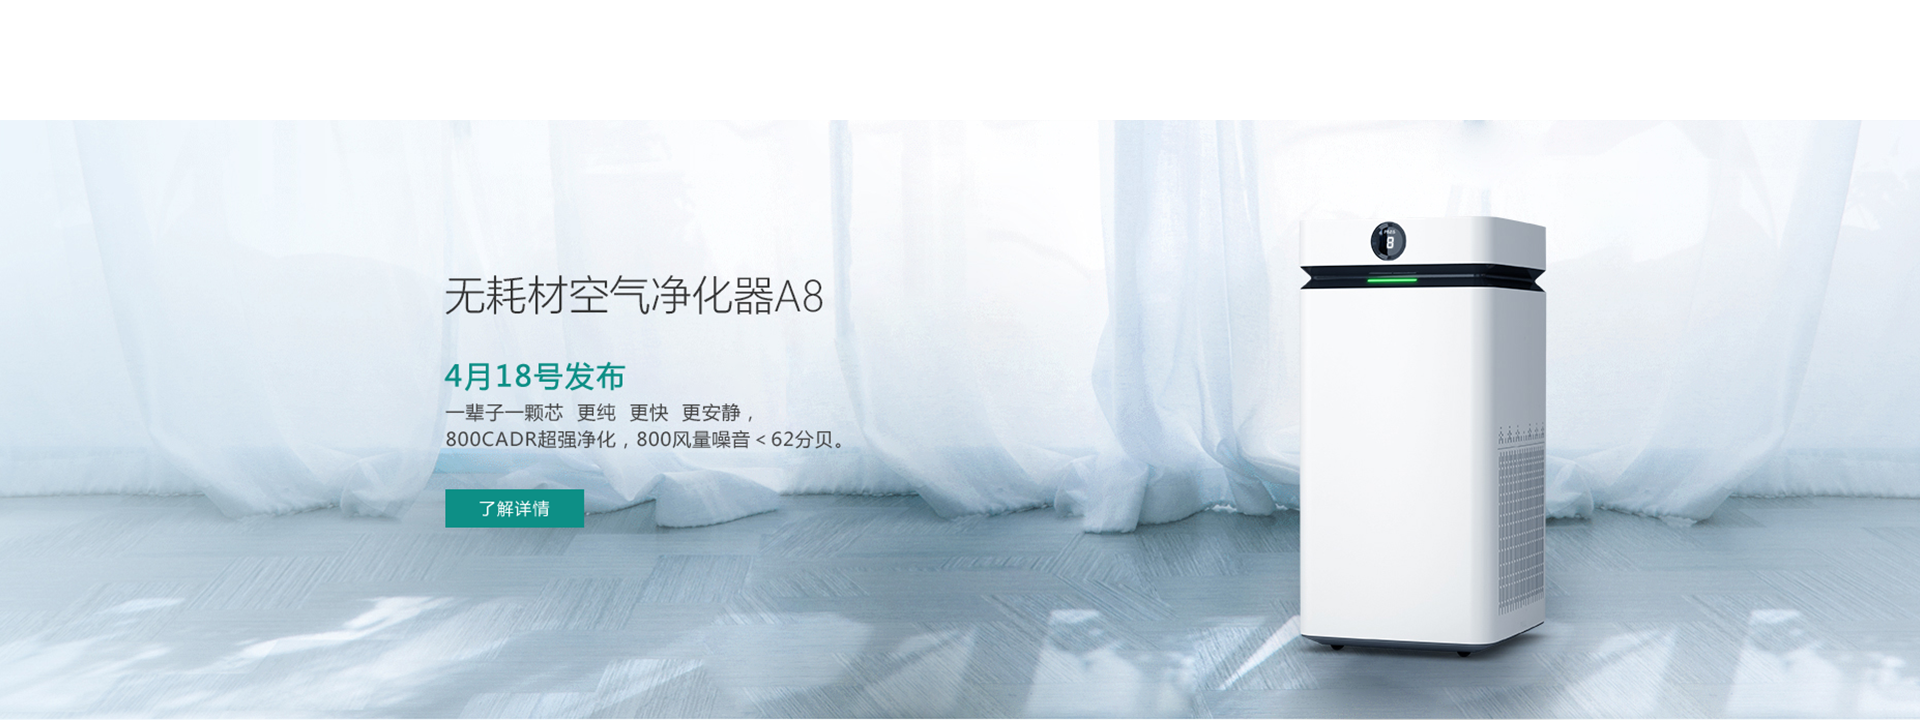 无耗材空气净化器A8
4月18号发布
一辈子一颗芯 更纯 更快 更安静，
800CADR超强净化，800风量噪音＜62分贝。
了解详情
8